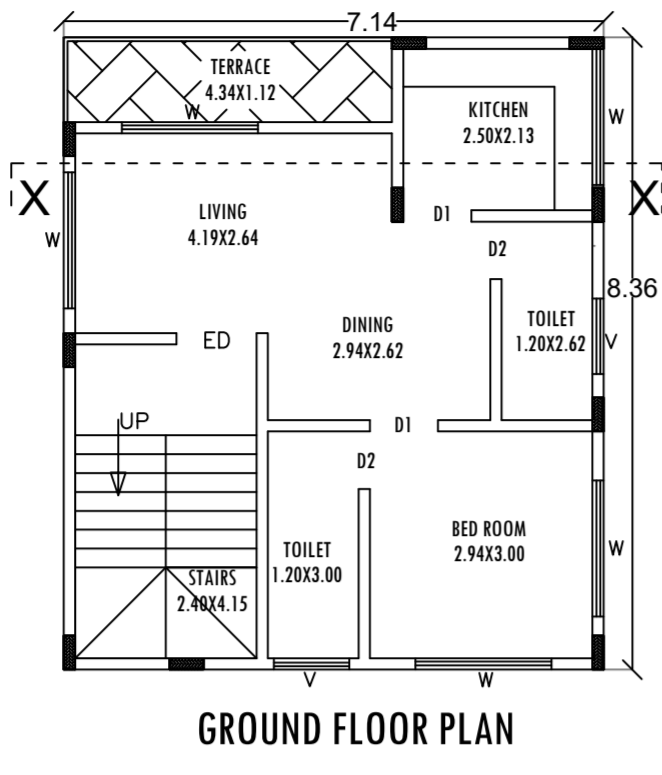 7.14
TERRACE
4.34X1.12
W
KITCHEN
2.50X2.13
W
X
X
LIVING
4.19X2.64
D1
W
D2
8.36
DINING
2.94X2.62
TOILET
1.20X2.62
V
ED
UP
D1
D2
BED ROOM
2.94X3.00
W
TOILET
1.20X3.00
STAIRS
2.40X4.15
V
W
GROUND FLOOR PLAN